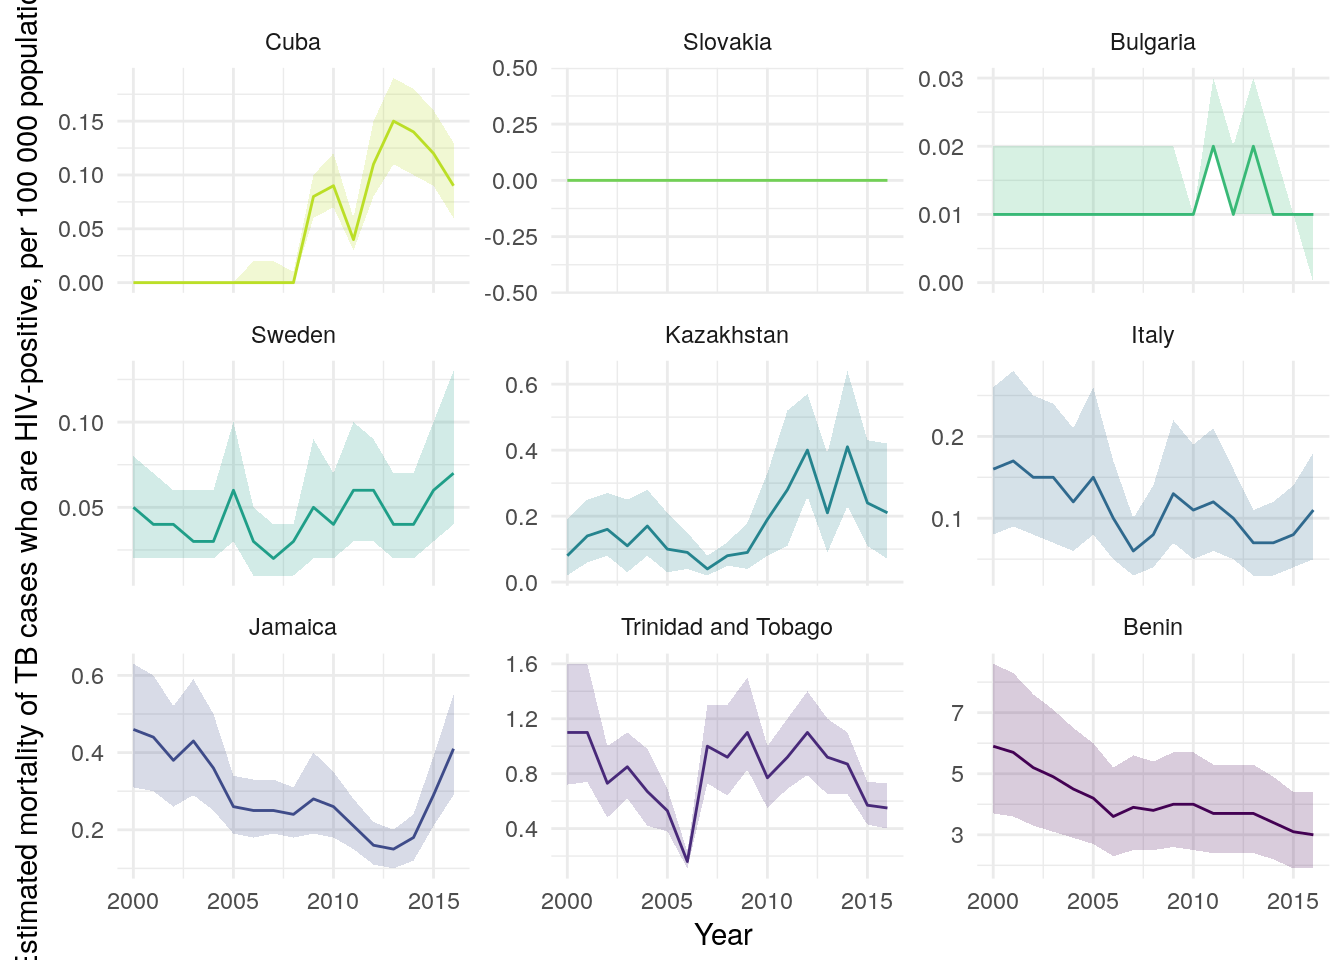 Estimated mortality of TB cases who are HIV-positive, per 100 000 populatio
Cuba
0.15
0.10
0.05
0.00
Slovakia
0.50
0.25
0.00
-0.25
-0.50
Bulgaria
0.03
0.02
0.01
0.00
Sweden
0.10
0.05
Kazakhstan
0.6
0.4
0.2
0.0
Italy
0.2
0.1
Jamaica
0.6
0.4
0.2
2000 2005 2010 2015
Trinidad and Tobago
1.6
1.2
0.8
0.4
2000 2005 2010 2015
Benin
7
5
3
2000 2005 2010 2015
Year